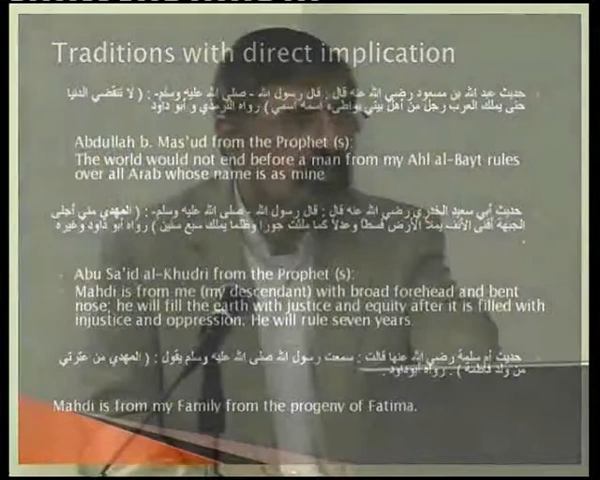 Traditions with direct implication
حديث عبد الله بن مسعود رضي الله عنه قال : قال رسول الله - صلى الله عليه وسلم- : ( لا تنقضي الدنيا
حتى يملك العرب رجل من أهل بيتي يواطيء اسمه اسمي ) رواه الترمذي و أبو داود
Abdullah b. Mas'ud from the Prophet (s):
The world would not end before a man from my Ahl al-Bayt rules
over all Arab whose name is as mine
حديث أبي سعيد الخدري رضي الله عنه قال : قال رسول الله - صلى الله عليه وسلم- : ( المهدي مني أجلى
الجبهة أقنى الأنف يملأ الأرض قسطا وعدلا كما ملئت جورا وظلما يملك سبع سنين ) رواه أبو داود وغيره
Abu Sa'id al-Khudri from the Prophet (s):
Mahdi is from me (my descendant) with broad forehead and bent
nose; he will fill the earth with justice and equity after it is filled with
injustice and oppression. He will rule seven years
حديث أم سلمة رضي الله عنها قالت : سمعت رسول الله صلى الله عليه وسلم يقول : ( المهدي من عترتي
من ولد فاطمة ) . رواه أبوداود .
Mahdi is from my Family from the progeny of Fatima.